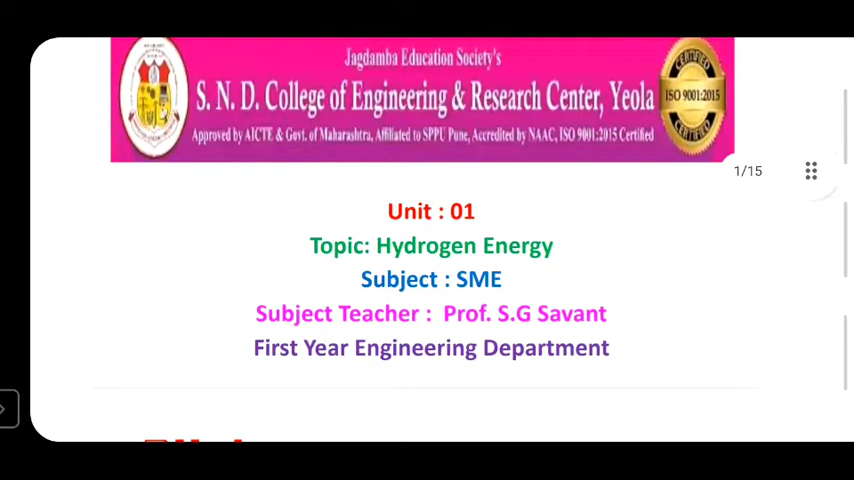 Jagdamba Education Society's
S. N. D. College of Engineering & Research Center, Yeola
Approved by AICTE & Govt. of Maharashtra, Affiliated to SPPU Pune, Accredited by NAAC, ISO 9001:2015 Certified
CERTIFIED
ISO 9001:2015
CERTIFIED
1/15
Unit : 01
Topic: Hydrogen Energy
Subject : SME
Subject Teacher : Prof. S.G Savant
First Year Engineering Department